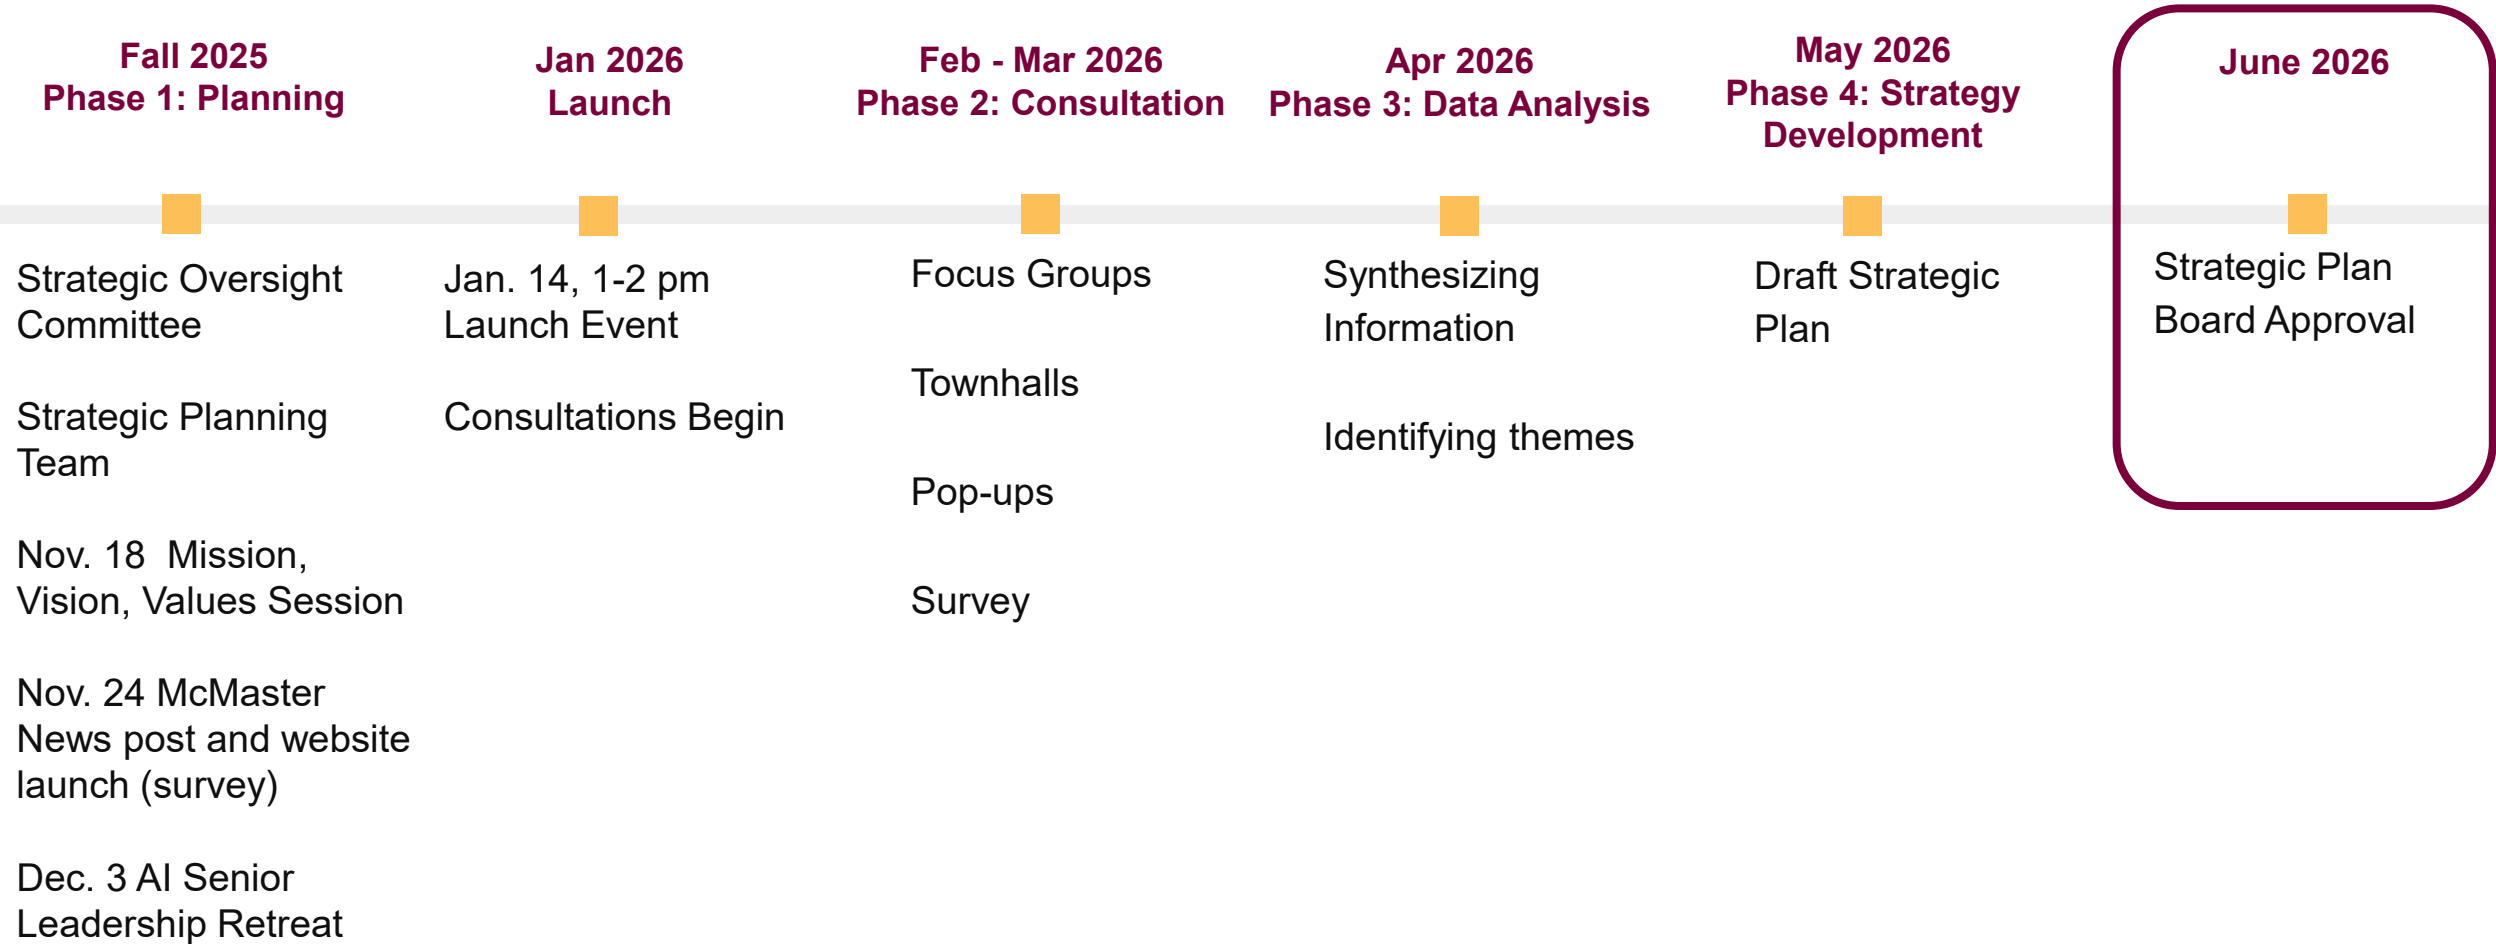 Fall 2025
Phase 1: Planning
Strategic Oversight
Committee
Strategic Planning
Team
Nov. 18  Mission,
Vision, Values Session
Nov. 24 McMaster
News post and website
launch (survey)
Dec. 3 AI Senior
Leadership Retreat
Jan 2026
Launch
Jan. 14, 1-2 pm
Launch Event
Consultations Begin
Feb - Mar 2026
Phase 2: Consultation
Focus Groups
Townhalls
Pop-ups
Survey
Apr 2026
Phase 3: Data Analysis
Synthesizing
Information
Identifying themes
May 2026
Phase 4: Strategy
Development
Draft Strategic
Plan
June 2026
Strategic Plan
Board Approval